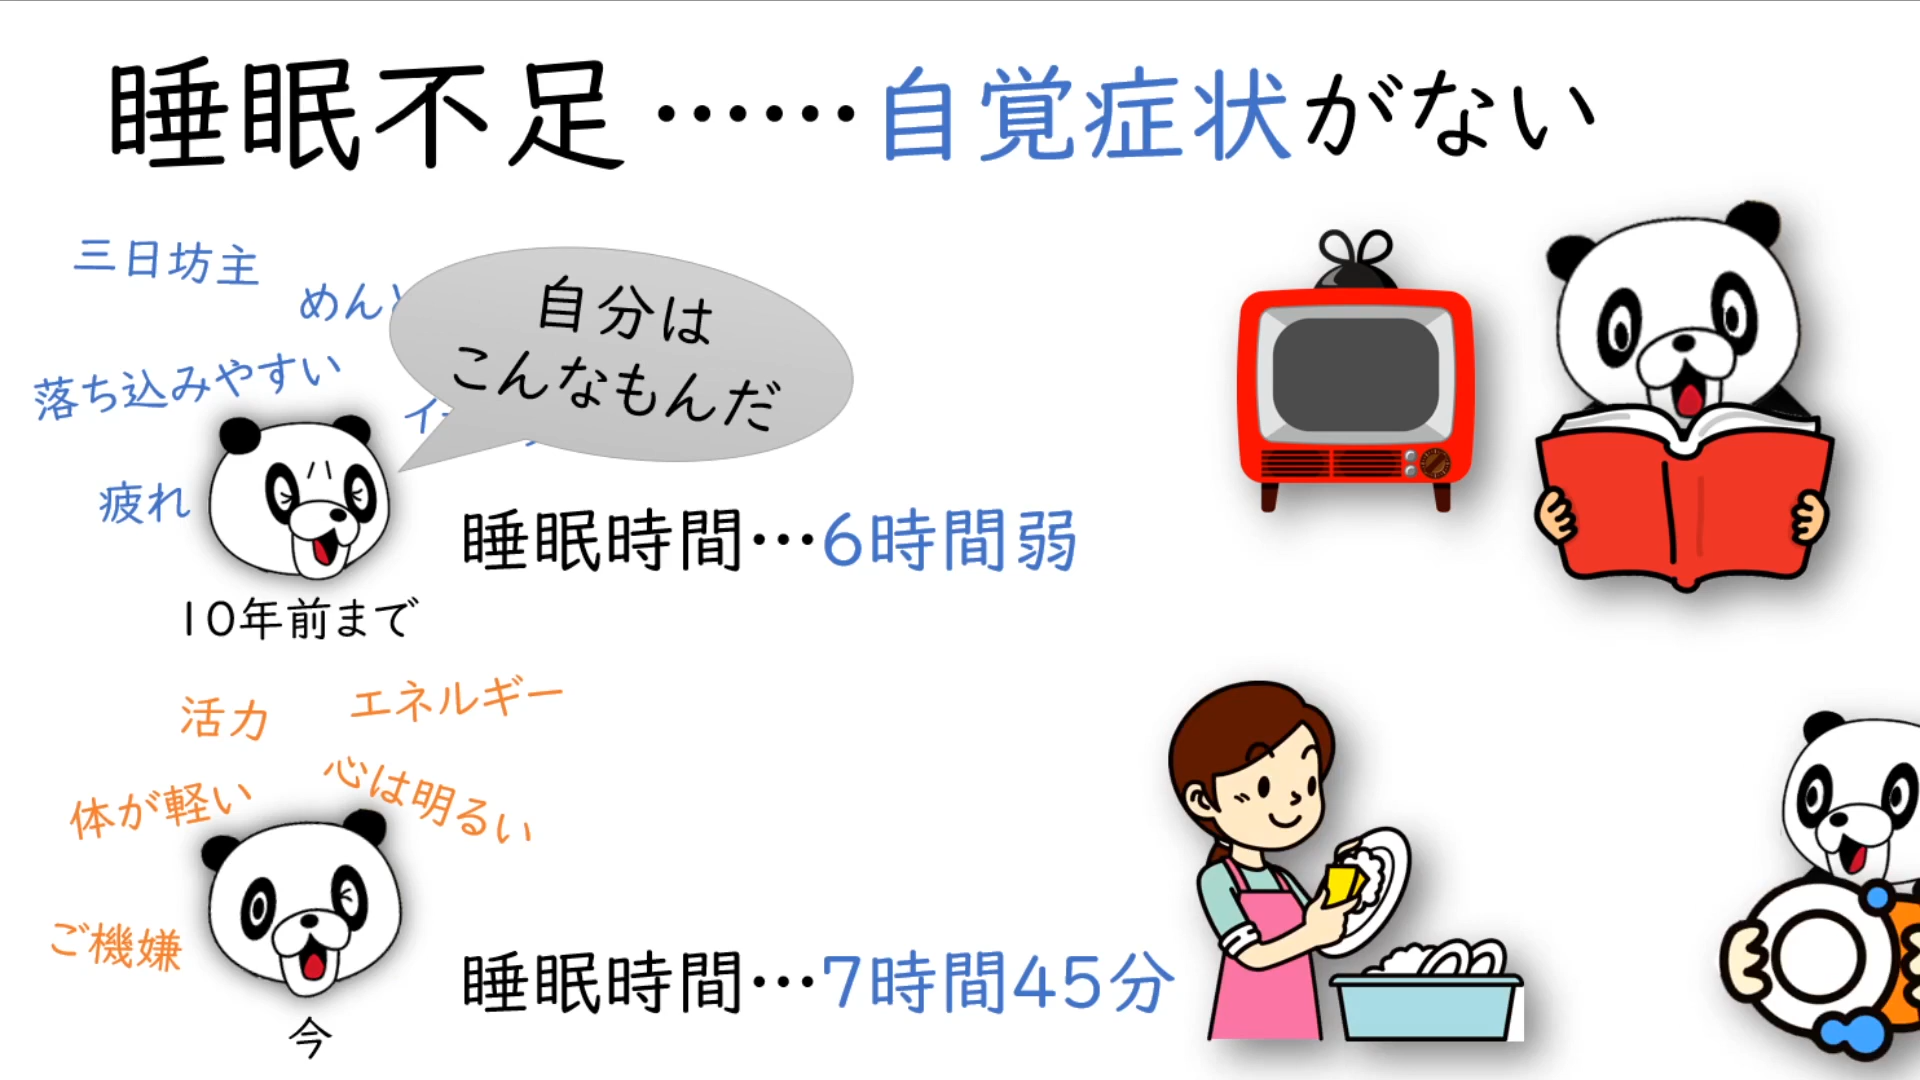 睡眠不足……自覚症状がない
三日坊主
めんど
自分は
こんなもんだ
落ち込みやすい
イ
疲れ
睡眠時間…6時間弱
10年前まで
活力
エネルギー
体が軽い
心は明るい
ご機嫌
睡眠時間…7時間45分
今